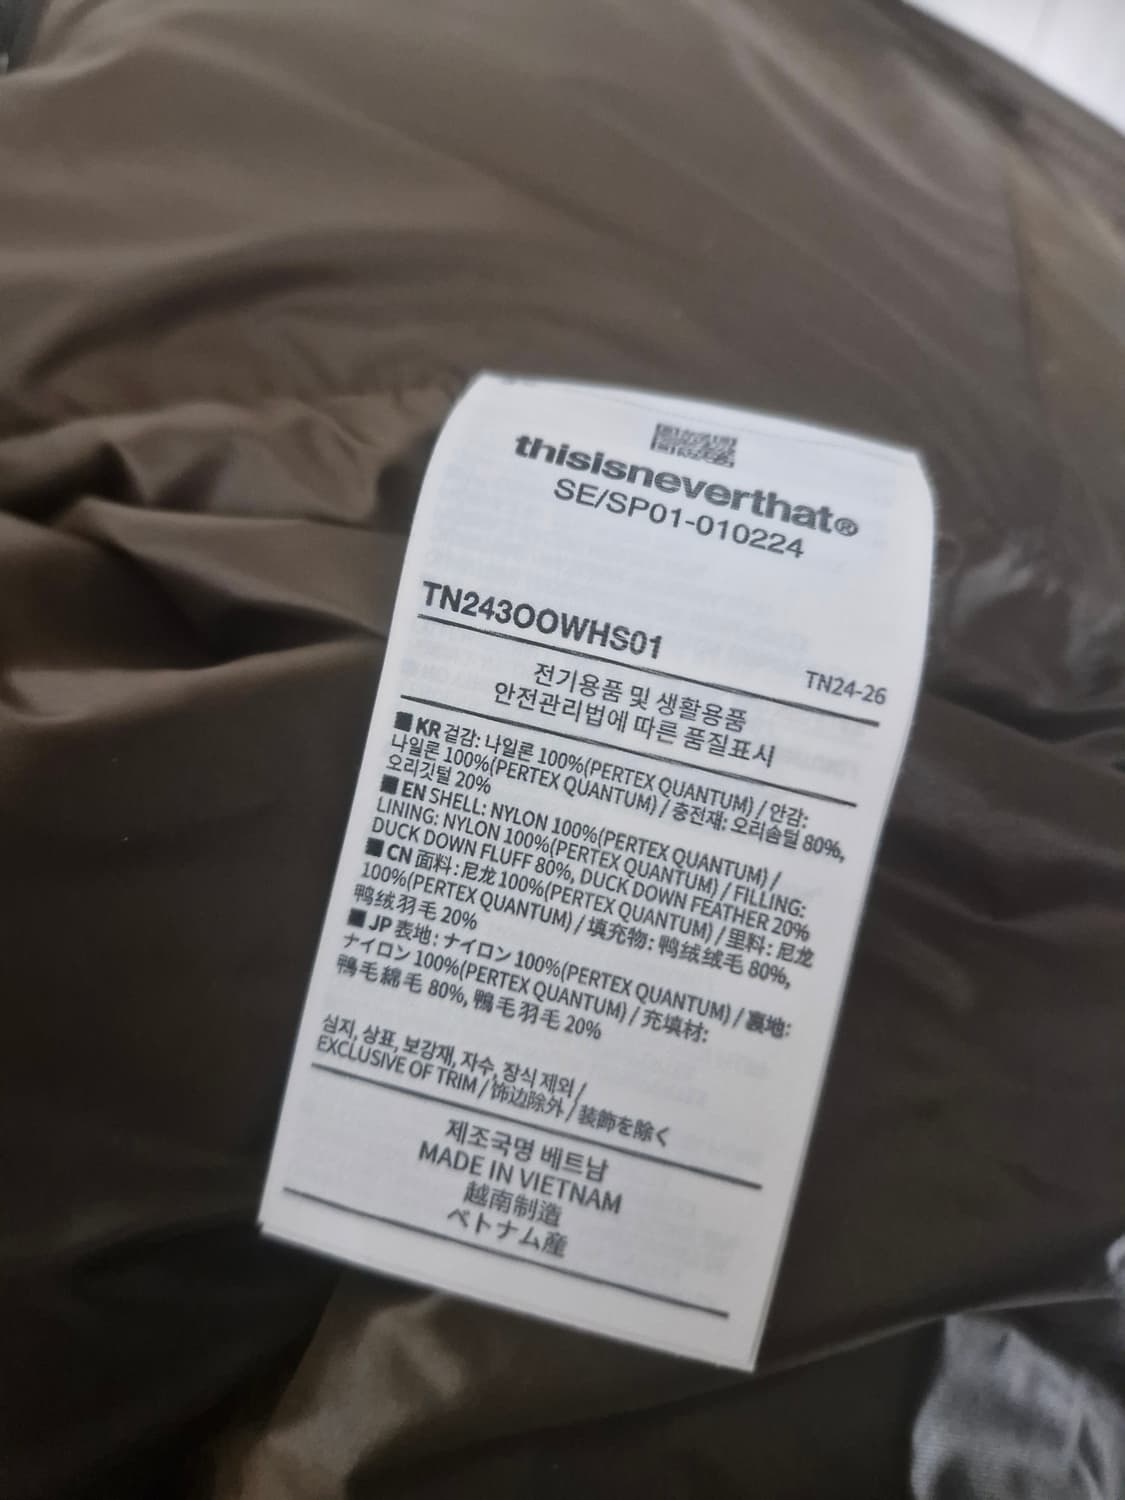 thisisneverthat®
SE/SP01-010224
TN243OOWHS01
TN24-26
전기용품 및 생활용품
안전관리법에 따른 품질표시
■ KR 겉감: 나일론 100%(PERTEX QUANTUM) / 안감:
나일론 100%(PERTEX QUANTUM) / 충전재: 오리솜털 80%,
오리깃털 20%
■ EN SHELL: NYLON 100%(PERTEX QUANTUM) /
LINING: NYLON 100%(PERTEX QUANTUM) / FILLING:
DUCK DOWN FLUFF 80%, DUCK DOWN FEATHER 20%
■ CN 面料:尼龙100%(PERTEX QUANTUM) / 里料: 尼龙
100%(PERTEX QUANTUM) / 填充物: 鸭绒绒毛 80%,
鸭绒羽毛 20%
■ JP 表地: ナイロン 100%(PERTEX QUANTUM) / 裏地:
ナイロン 100%(PERTEX QUANTUM) / 充填材:
鴨毛綿毛 80%, 鴨毛羽毛 20%
심지, 상표, 보강재, 자수, 장식 제외 /
EXCLUSIVE OF TRIM / 饰边除外 / 装飾を除く
제조국명 베트남
MADE IN VIETNAM
越南制造
ベトナム産